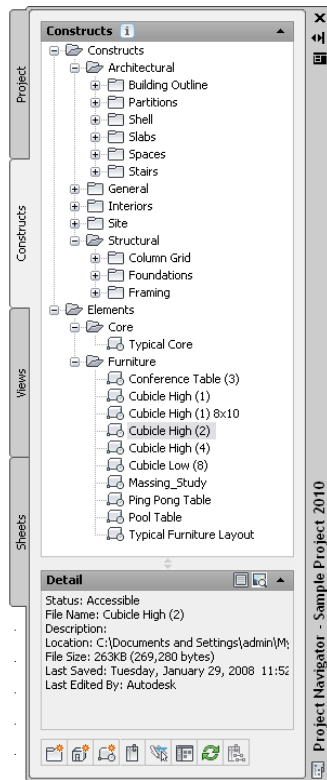 Constructs
Constructs
Architectural
Building Outline
Partitions
Shell
Slabs
Spaces
Stairs
General
Interiors
Site
Structural
Column Grid
Foundations
Framing
Elements
Core
Typical Core
Furniture
Conference Table (3)
Cubicle High (1)
Cubicle High (1) 8x10
Cubicle High (2)
Cubicle High (4)
Cubicle Low (8)
Massing_Study
Ping Pong Table
Pool Table
Typical Furniture Layout
Project
Constructs
Views
Sheets
Detail
Status: Accessible
File Name: Cubicle High (2)
Description:
Location: C:\Documents and Settings\admin\My
File Size: 263KB (269,280 bytes)
Last Saved: Tuesday, January 29, 2008 11:52
Last Edited By: Autodesk
Project Navigator - Sample Project 2010